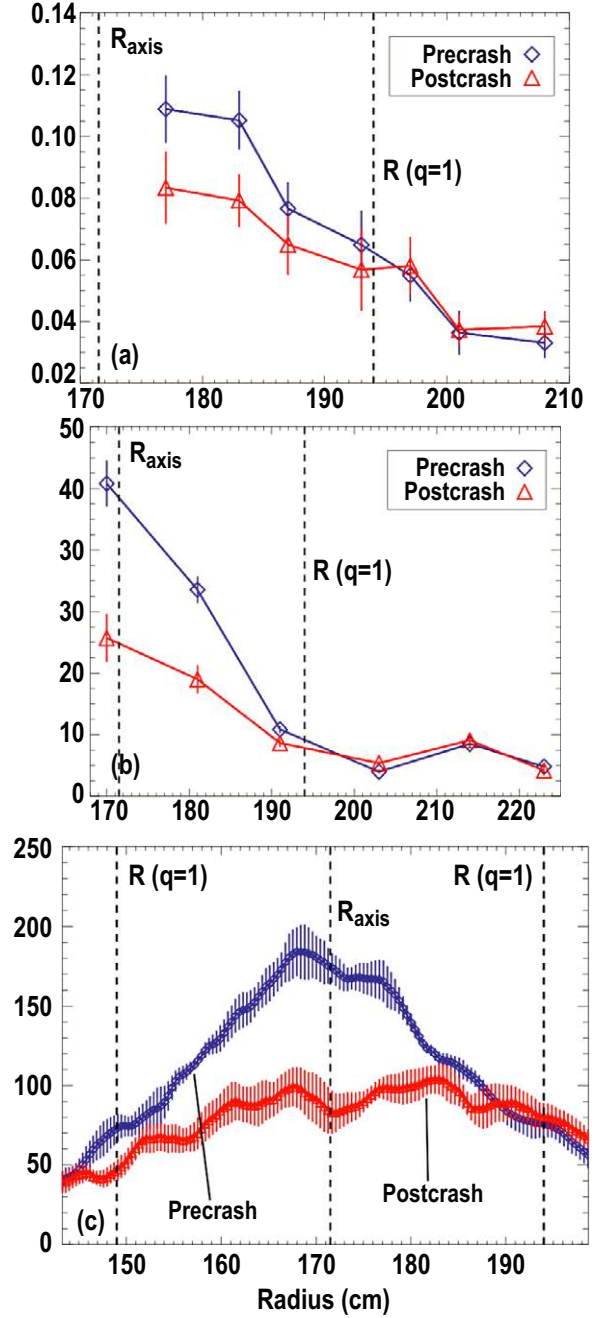 0.14
R_axis
Precrash
Postcrash
0.12
0.10
R (q=1)
0.08
0.06
0.04
(a)
0.02
170 180 190 200 210
50
R_axis
Precrash
Postcrash
40
30
R (q=1)
30
20
10
(b)
0
170 180 190 200 210 220
250
R (q=1) R (q=1)
R_axis
200
150
100
50
Precrash
Postcrash
(c)
0
150 160 170 180 190
Radius (cm)